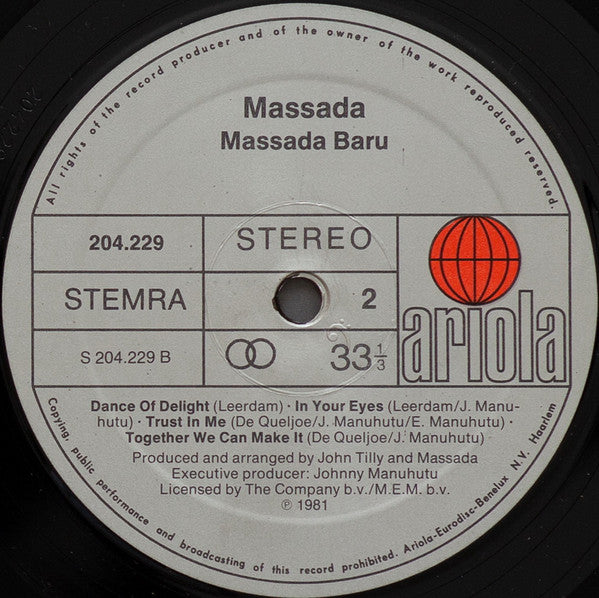 All rights of the record producer and of the owner of the work reproduced reserved.
Massada
Massada Baru
204.229
STEREO
STEMRA
2
ariola
S 204.229 B
33 1/3
Dance Of Delight (Leerdam) · In Your Eyes (Leerdam/J. Manu-
hutu) · Trust In Me (De Queljoe/J. Manuhutu/E. Manuhutu) ·
Together We Can Make It (De Queljoe/J. Manuhutu)
Produced and arranged by John Tilly and Massada
Executive producer: Johnny Manuhutu
Licensed by The Company b.v./M.E.M. b.v.
℗ 1981
Copying, public performance and broadcasting of this record prohibited. Ariola-Eurodisc-Benelux N.V. Haarlem